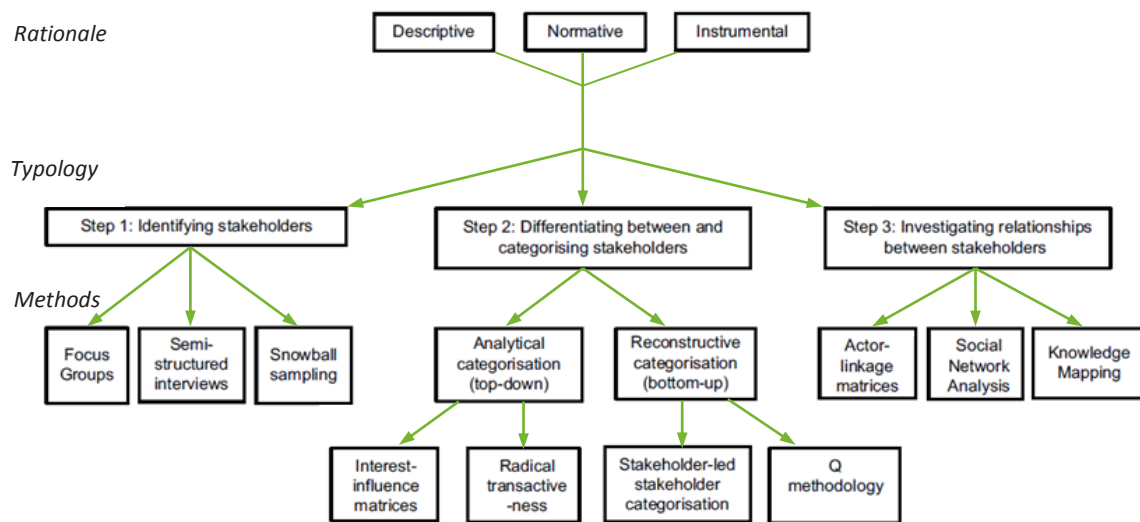 Rationale
Descriptive
Normative
Instrumental
Typology
Step 1: Identifying stakeholders
Step 2: Differentiating between and
categorising stakeholders
Step 3: Investigating relationships
between stakeholders
Methods
Focus
Groups
Semi-
structured
interviews
Snowball
sampling
Analytical
categorisation
(top-down)
Reconstructive
categorisation
(bottom-up)
Actor-
linkage
matrices
Social
Network
Analysis
Knowledge
Mapping
Interest-
influence
matrices
Radical
transactive
-ness
Stakeholder-led
stakeholder
categorisation
Q
methodology